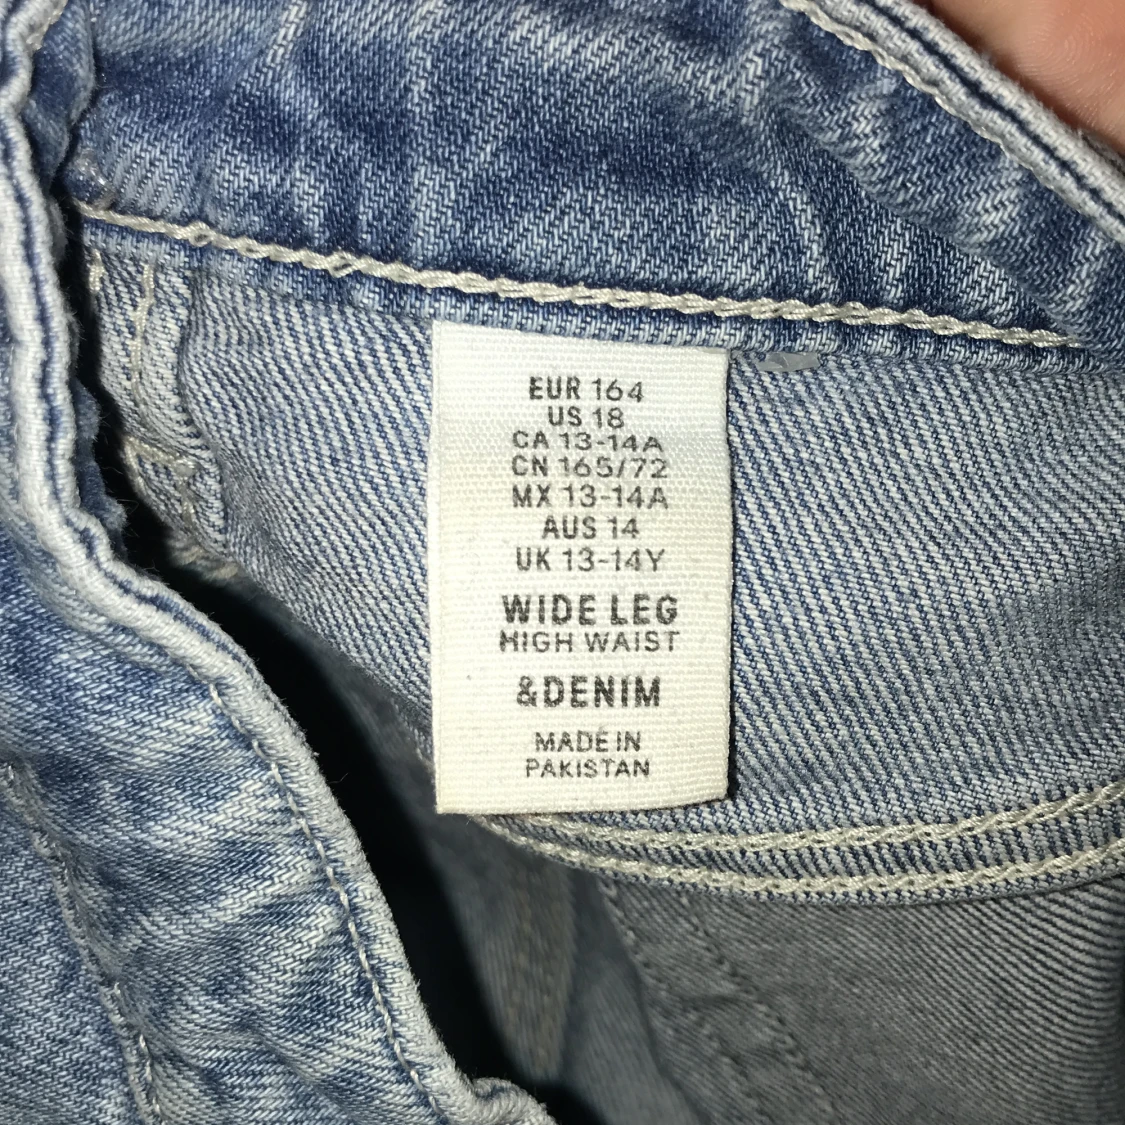 EUR 164
US 18
CA 13-14A
CN 165/72
MX 13-14A
AUS 14
UK 13-14Y
WIDE LEG
HIGH WAIST
&DENIM
MADE IN
PAKISTAN